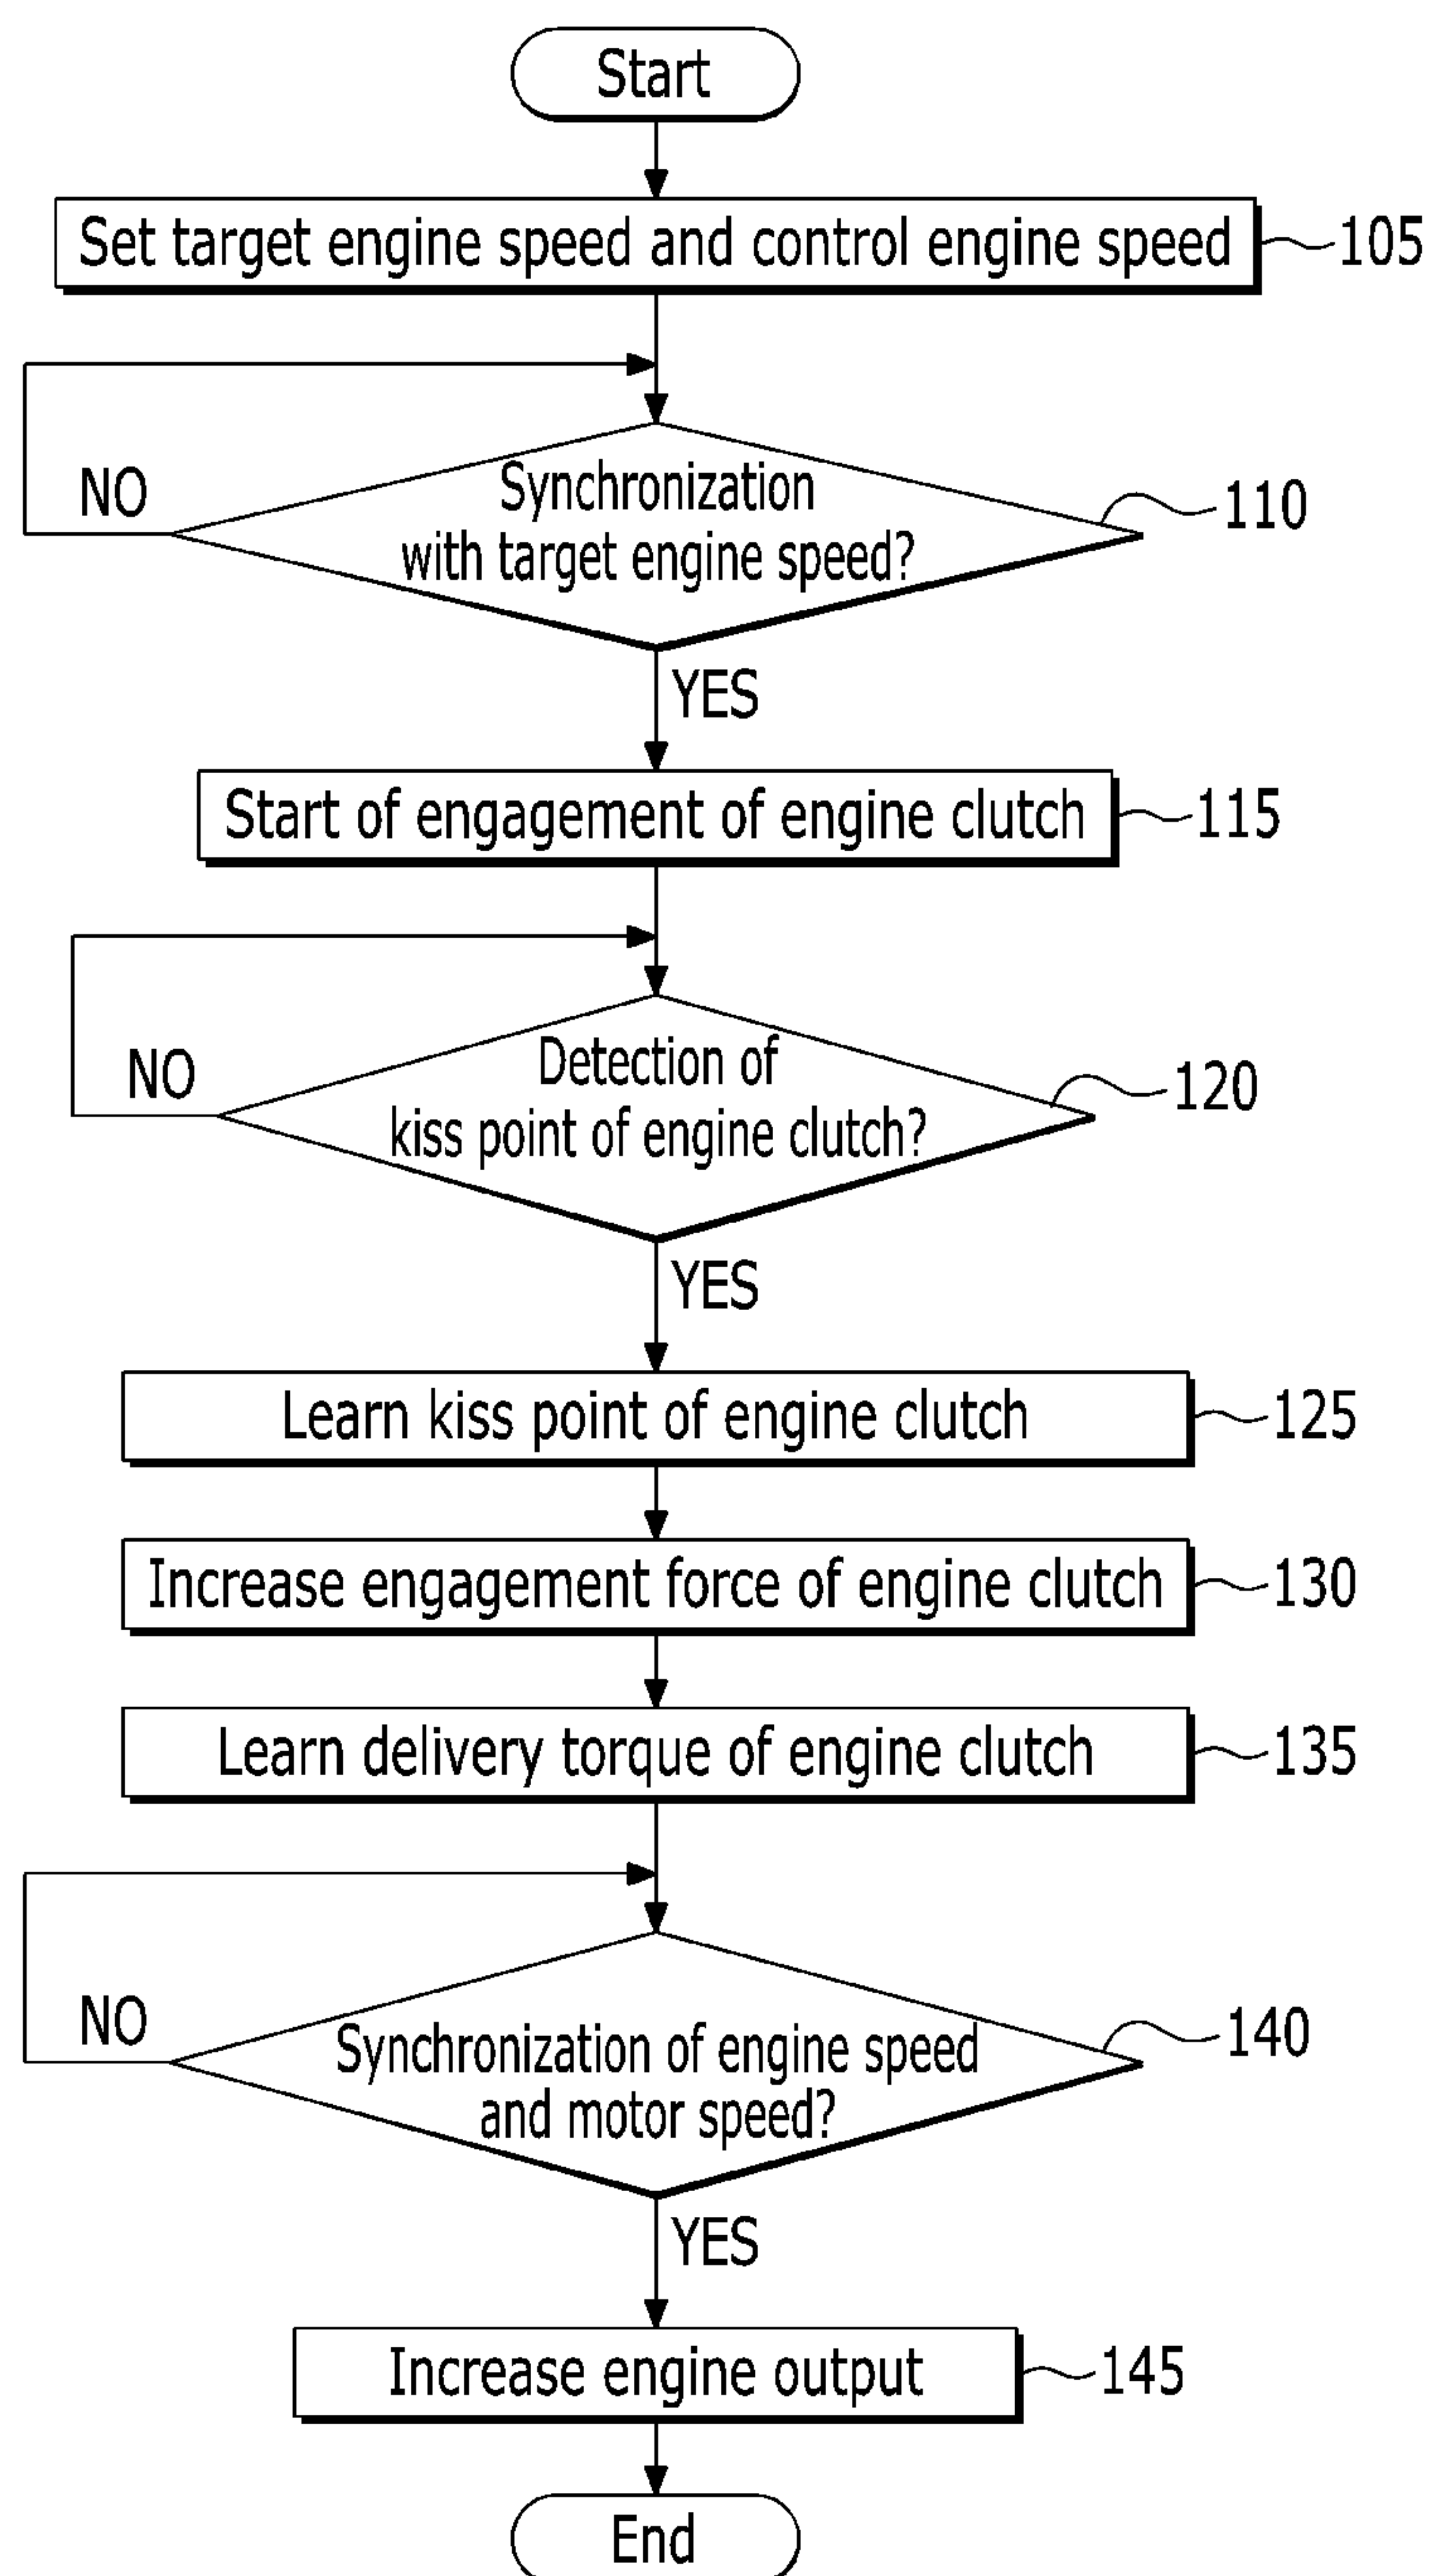 Start
Set target engine speed and control engine speed
105
NO
Synchronization
with target engine speed?
110
YES
Start of engagement of engine clutch
115
NO
Detection of
kiss point of engine clutch?
120
YES
Learn kiss point of engine clutch
125
Increase engagement force of engine clutch
130
Learn delivery torque of engine clutch
135
NO
Synchronization of engine speed
and motor speed?
140
YES
Increase engine output
145
End